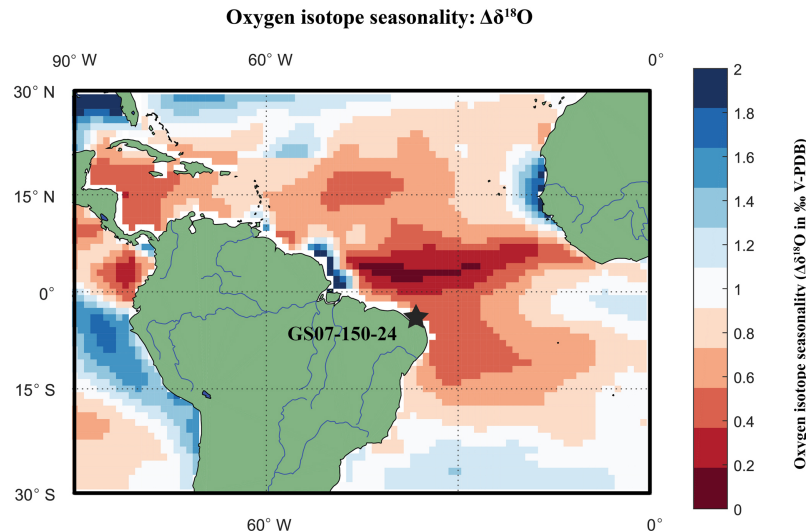 Oxygen isotope seasonality: Δδ¹⁸O
90° W 60° W 0°
30° N
15° N
0°
15° S
30° S
GS07-150-24
60° W 0°
2
1.8
1.6
1.4
1.2
1
0.8
0.6
0.4
0.2
0
Oxygen isotope seasonality (Δδ¹⁸O in ‰ V-PDB)